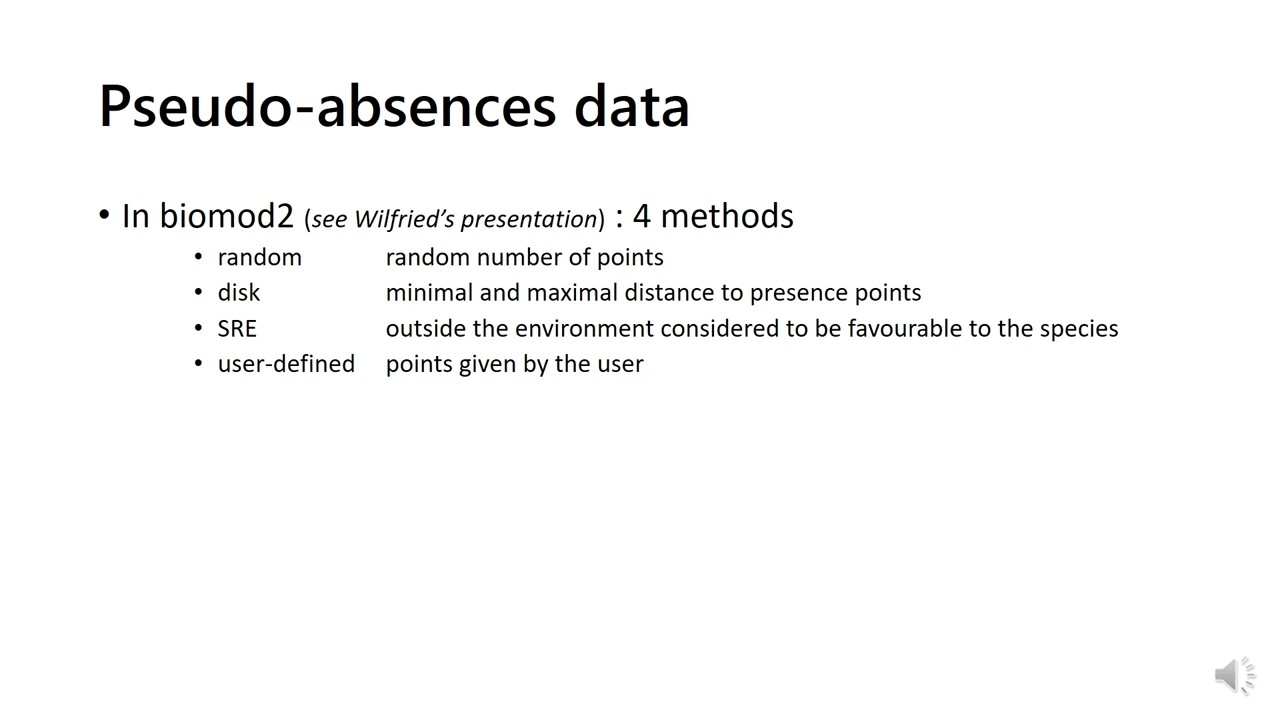 Pseudo-absences data
• In biomod2 (see Wilfried’s presentation) : 4 methods
• random random number of points
• disk minimal and maximal distance to presence points
• SRE outside the environment considered to be favourable to the species
• user-defined points given by the user